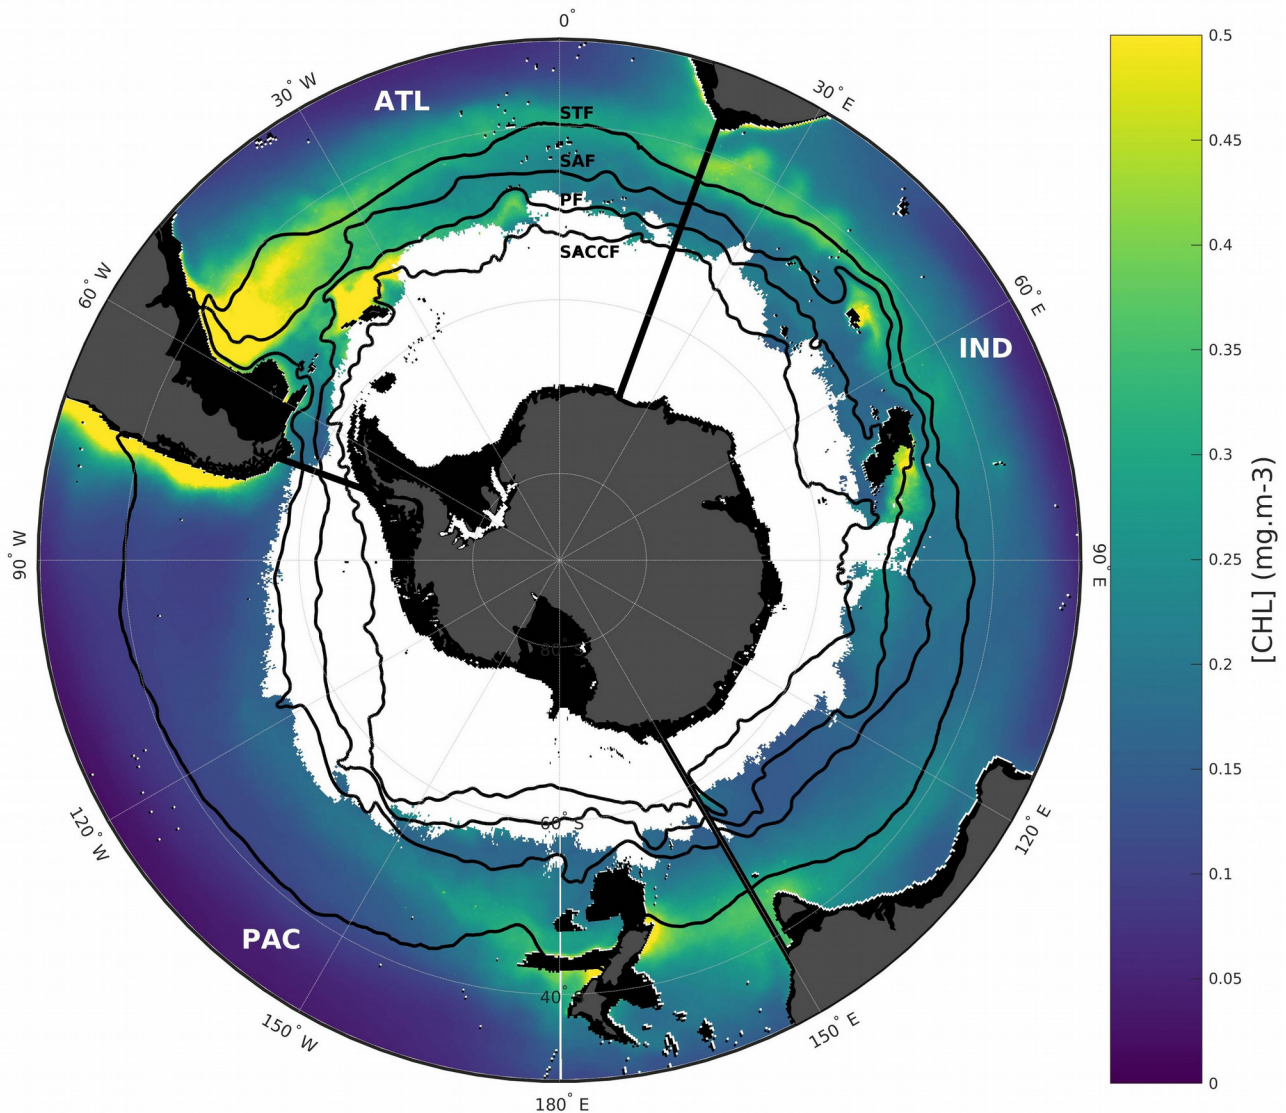 0°
30° W
ATL
30° E
STF
SAF
PF
SACCF
60° W
60° E
IND
90° W
90° E
80° S
120° W
60° S
120° E
PAC
40° S
150° W
150° E
180° E
0.5
0.45
0.4
0.35
0.3
0.25
0.2
0.15
0.1
0.05
0
[CHL] (mg.m-3)